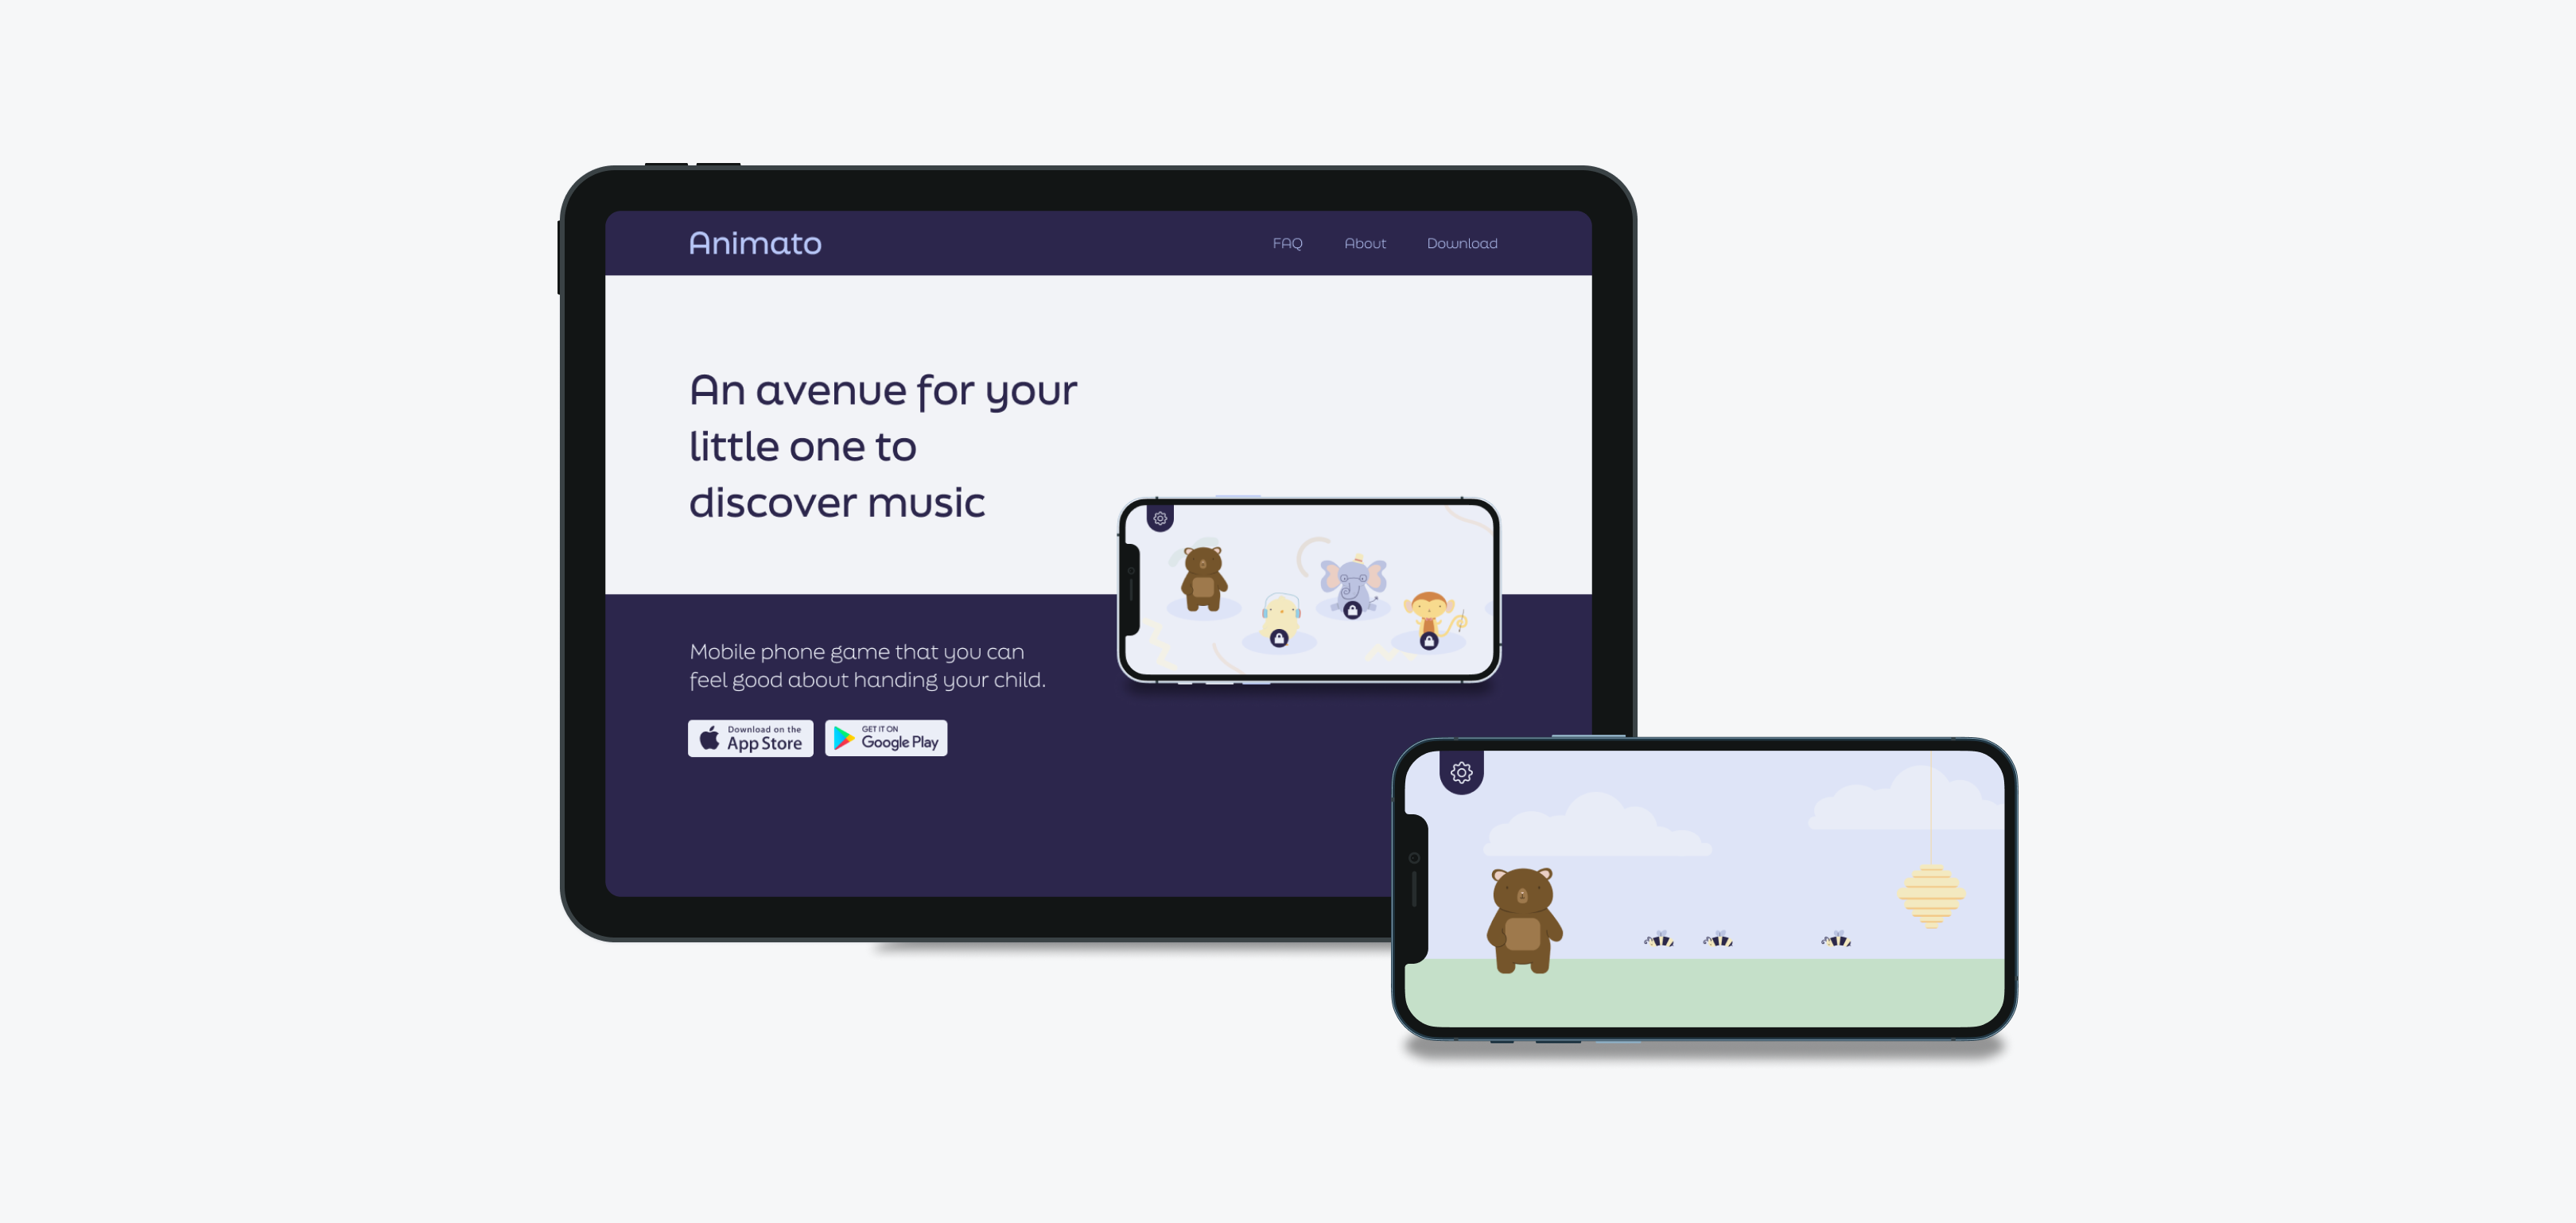 Animato
FAQ About Download
An avenue for your
little one to
discover music
Mobile phone game that you can
feel good about handing your child.
Download on the
App Store
GET IT ON
Google Play